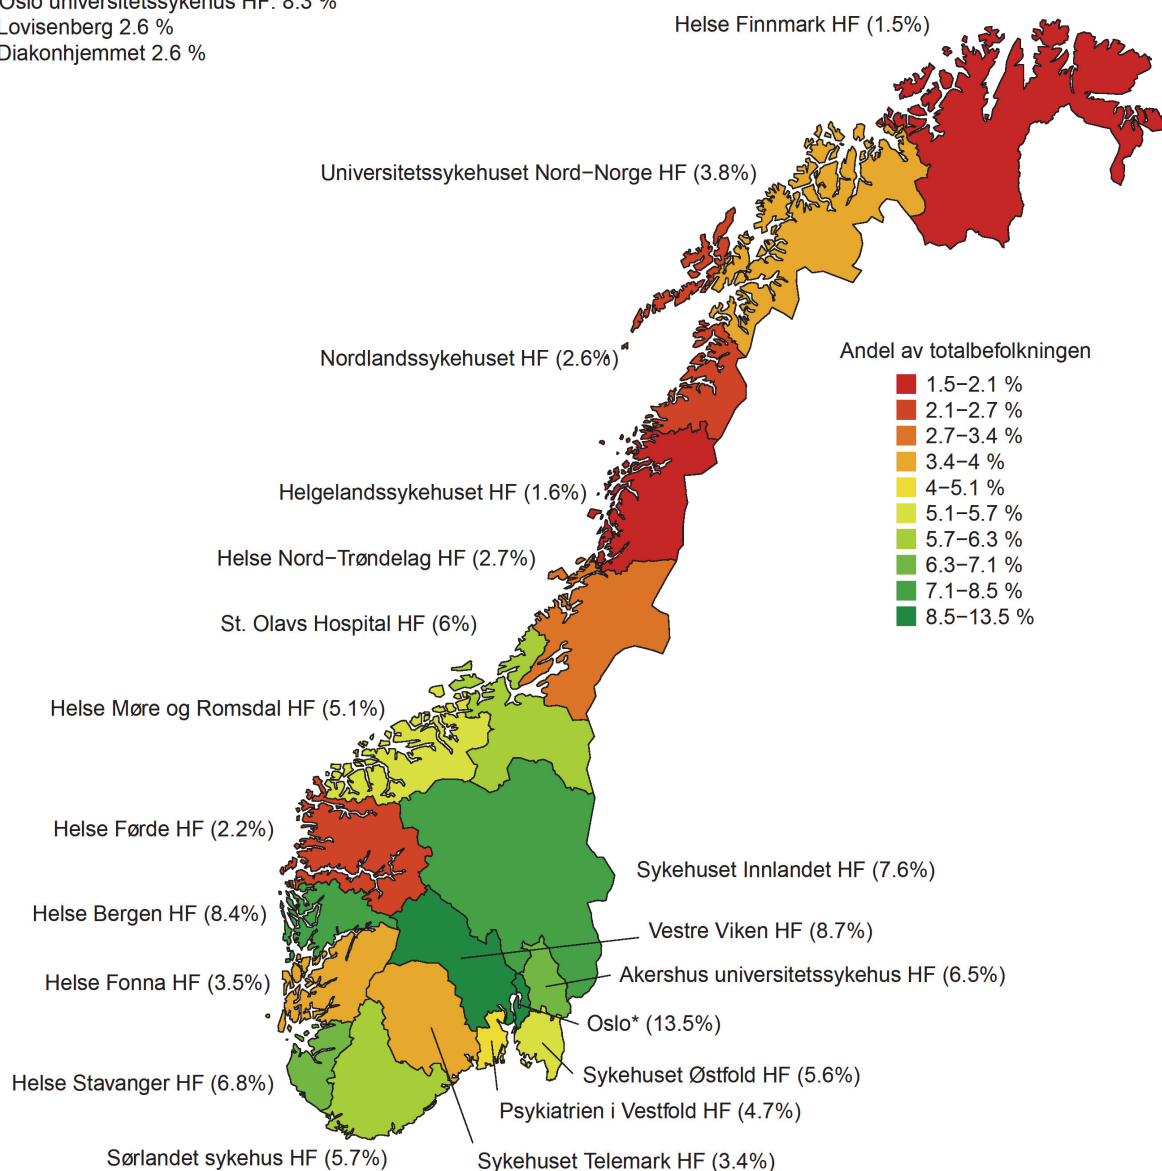 Oslo universitetssykehus HF: 8.3 %
Lovisenberg 2.6 %
Diakonhjemmet 2.6 %
Helse Finnmark HF (1.5%)
Universitetssykehuset Nord−Norge HF (3.8%)
Nordlandssykehuset HF (2.6%)
Andel av totalbefolkningen
1.5−2.1 %
2.1−2.7 %
2.7−3.4 %
3.4−4 %
4−5.1 %
5.1−5.7 %
5.7−6.3 %
6.3−7.1 %
7.1−8.5 %
8.5−13.5 %
Helgelandssykehuset HF (1.6%)
Helse Nord−Trøndelag HF (2.7%)
St. Olavs Hospital HF (6%)
Helse Møre og Romsdal HF (5.1%)
Helse Førde HF (2.2%)
Sykehuset Innlandet HF (7.6%)
Helse Bergen HF (8.4%)
Vestre Viken HF (8.7%)
Akershus universitetssykehus HF (6.5%)
Helse Fonna HF (3.5%)
Oslo* (13.5%)
Sykehuset Østfold HF (5.6%)
Helse Stavanger HF (6.8%)
Psykiatrien i Vestfold HF (4.7%)
Sørlandet sykehus HF (5.7%)
Sykehuset Telemark HF (3.4%)